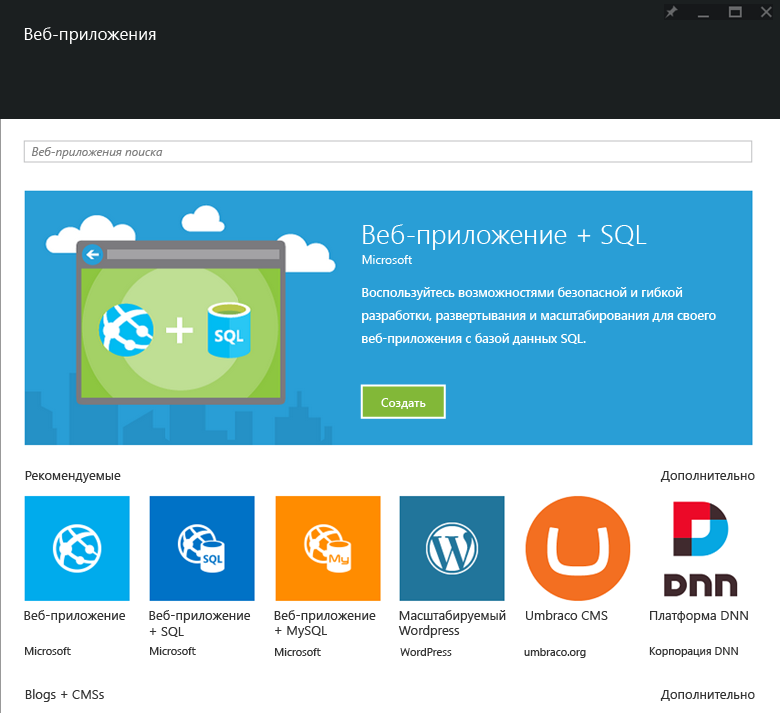 Веб-приложения
Веб-приложения поиска
Веб-приложение + SQL
Microsoft
Воспользуйтесь возможностями безопасной и гибкой
разработки, развертывания и масштабирования для своего
веб-приложения с базой данных SQL.
SQL
Создать
Рекомендуемые
Дополнительно
SQL
My
DNN
Веб-приложение
Веб-приложение
+ SQL
Веб-приложение
+ MySQL
Масштабируемый
Wordpress
Umbraco CMS
Платформа DNN
Microsoft
Microsoft
Microsoft
WordPress
umbraco.org
Корпорация DNN
Blogs + CMSs
Дополнительно